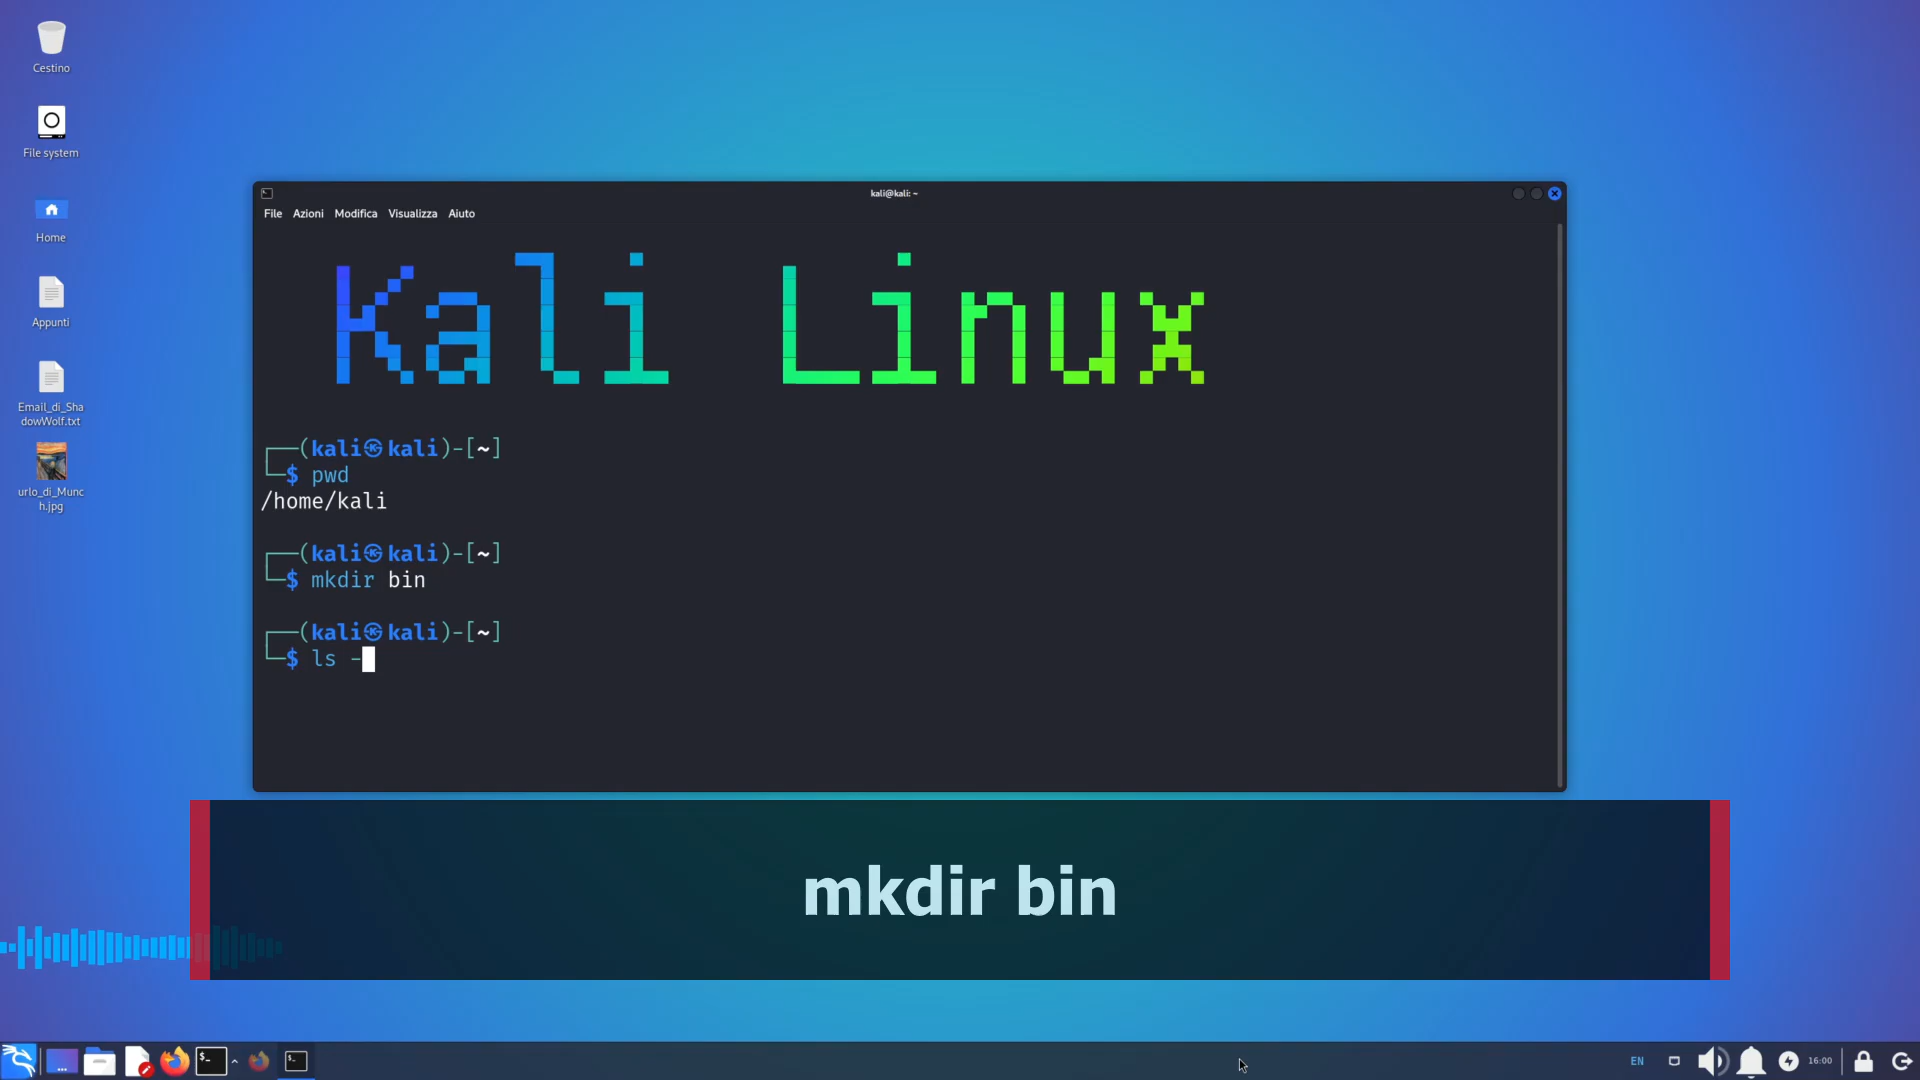 Cestino
File system
Home
Appunti
Email_di_Sha
dowWolf.txt
urlo_di_Munc
h.jpg
kali@kali: ~
File Azioni Modifica Visualizza Aiuto
Kali Linux
(kali㉿kali)-[~]
$ pwd
/home/kali
(kali㉿kali)-[~]
$ mkdir bin
(kali㉿kali)-[~]
$ ls -
mkdir bin
EN 16:00